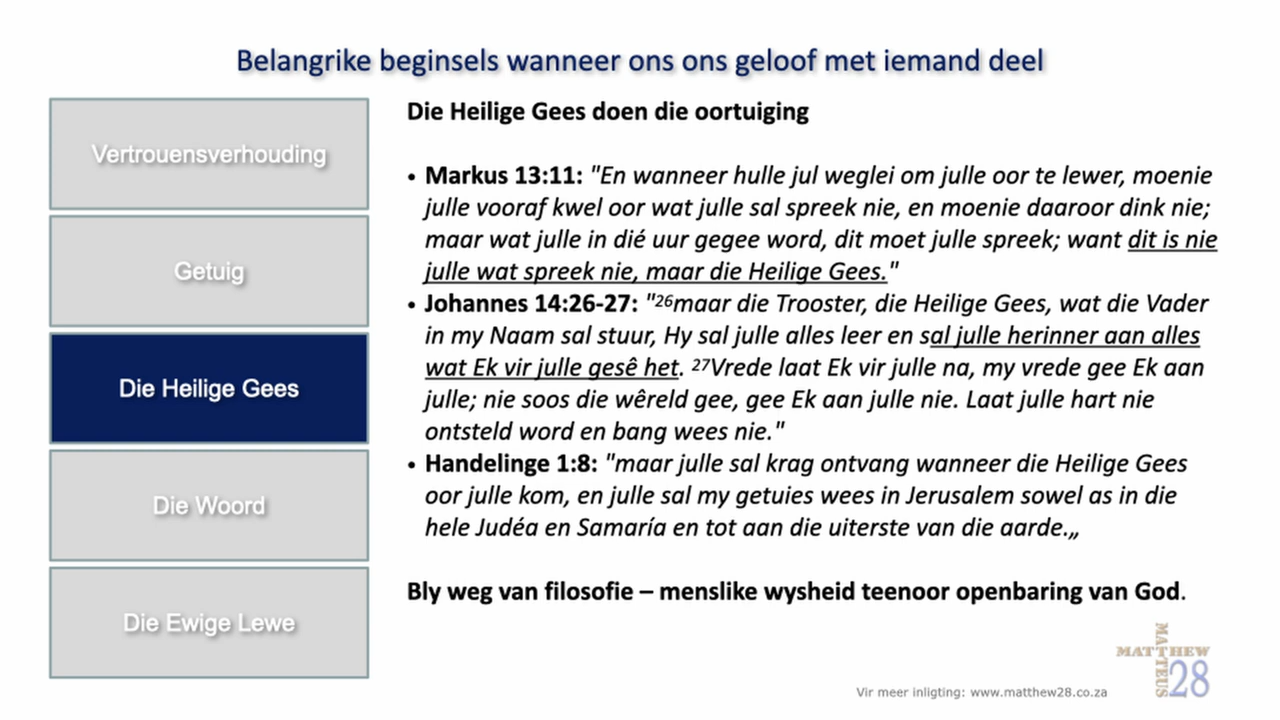 Belangrike beginsels wanneer ons ons geloof met iemand deel
Vertrouensverhouding
Getuig
Die Heilige Gees
Die Woord
Die Ewige Lewe
Die Heilige Gees doen die oortuiging
• Markus 13:11: "En wanneer hulle jul weglei om julle oor te lewer, moenie
julle vooraf kwel oor wat julle sal spreek nie, en moenie daaroor dink nie;
maar wat julle in dié uur gegee word, dit moet julle spreek; want dit is nie
julle wat spreek nie, maar die Heilige Gees."
• Johannes 14:26-27: "²⁶maar die Trooster, die Heilige Gees, wat die Vader
in my Naam sal stuur, Hy sal julle alles leer en sal julle herinner aan alles
wat Ek vir julle gesê het. ²⁷Vrede laat Ek vir julle na, my vrede gee Ek aan
julle; nie soos die wêreld gee, gee Ek aan julle nie. Laat julle hart nie
ontsteld word en bang wees nie."
• Handelinge 1:8: "maar julle sal krag ontvang wanneer die Heilige Gees
oor julle kom, en julle sal my getuies wees in Jerusalem sowel as in die
hele Judéa en Samaría en tot aan die uiterste van die aarde.„
Bly weg van filosofie – menslike wysheid teenoor openbaring van God.
Vir meer inligting: www.matthew28.co.za
MATTHEW
MATTEUS
28